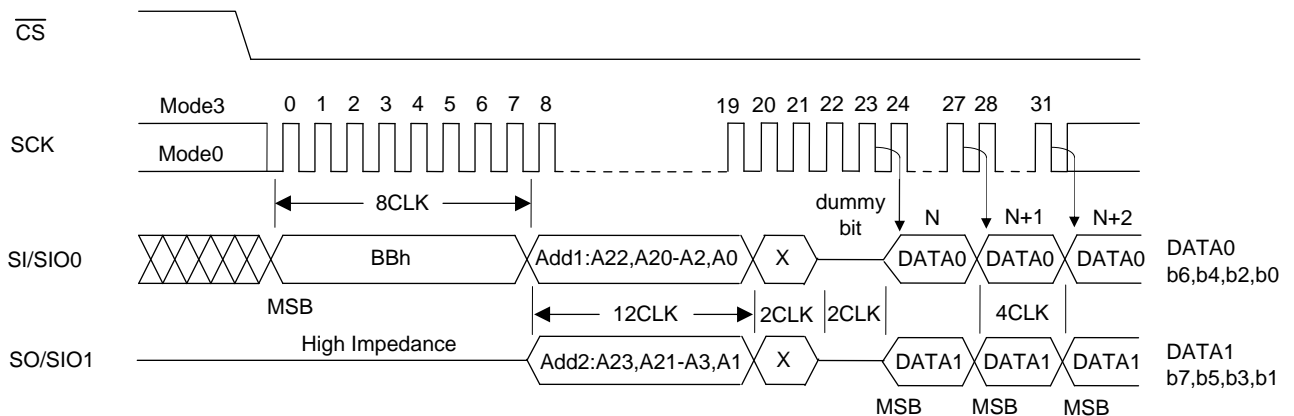 CS
Mode3
0 1 2 3 4 5 6 7 8 19 20 21 22 23 24 27 28 31
SCK
Mode0
8CLK
dummy
bit
N N+1 N+2
SI/SIO0
BBh
Add1:A22,A20-A2,A0
X
DATA0 DATA0 DATA0
DATA0
b6,b4,b2,b0
MSB
12CLK 2CLK 2CLK 4CLK
High Impedance
SO/SIO1
Add2:A23,A21-A3,A1
X
DATA1 DATA1 DATA1
DATA1
b7,b5,b3,b1
MSB MSB MSB